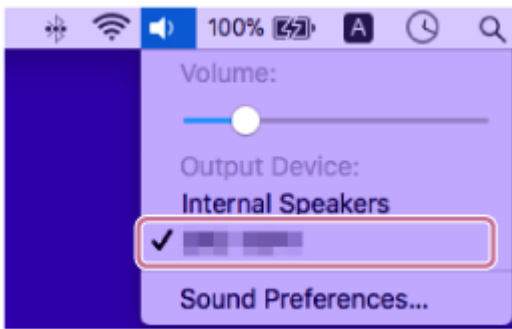 100% A
Volume:
Output Device:
Internal Speakers
Sound Preferences...